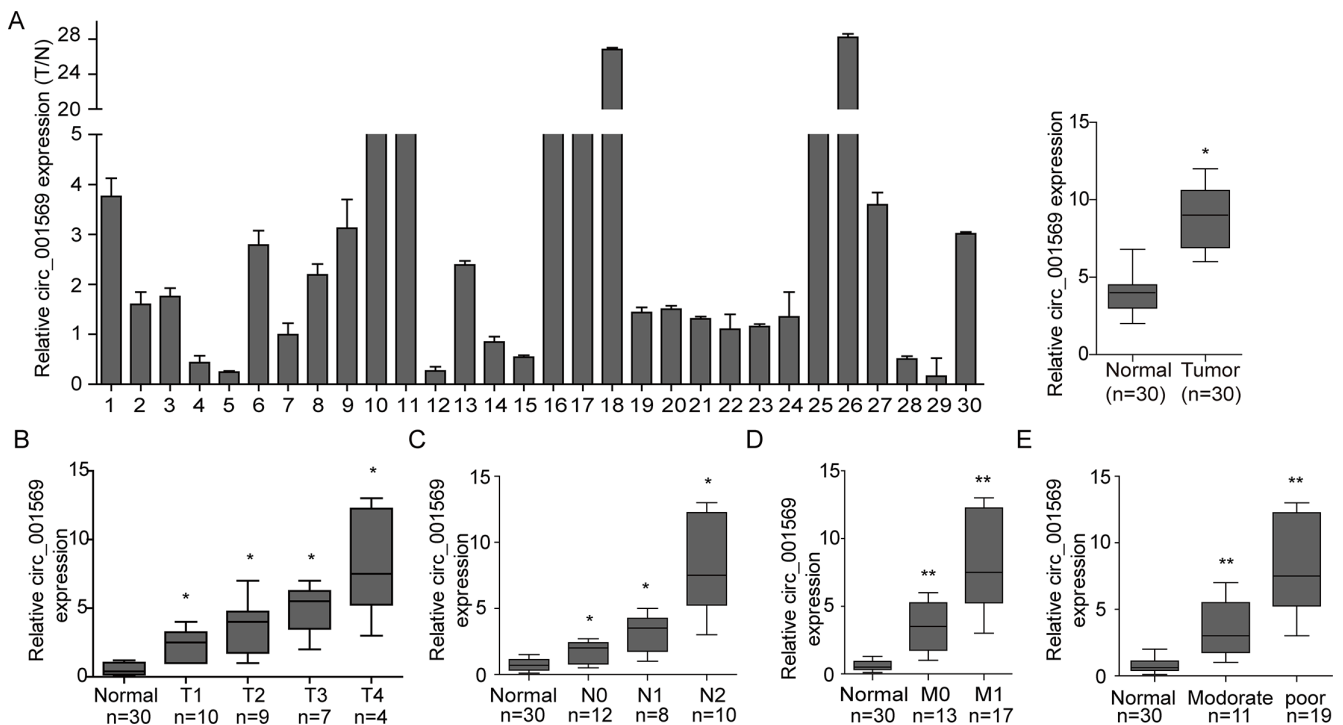 A
Relative circ_001569 expression (T/N)
28
24
20
5
4
3
2
1
0
1 2 3 4 5 6 7 8 9 10 11 12 13 14 15 16 17 18 19 20 21 22 23 24 25 26 27 28 29 30
Relative circ_001569 expression
15
10
5
0
*
Normal Tumor
(n=30) (n=30)
B
Relative circ_001569
expression
15
10
5
0
* * * *
Normal T1 T2 T3 T4
n=30 n=10 n=9 n=7 n=4
C
Relative circ_001569
expression
15
10
5
0
* * *
Normal N0 N1 N2
n=30 n=12 n=8 n=10
D
Relative circ_001569
expression
15
10
5
0
** **
Normal M0 M1
n=30 n=13 n=17
E
Relative circ_001569
expression
15
10
5
0
** **
Normal Modorate poor
n=30 n=11 n=19